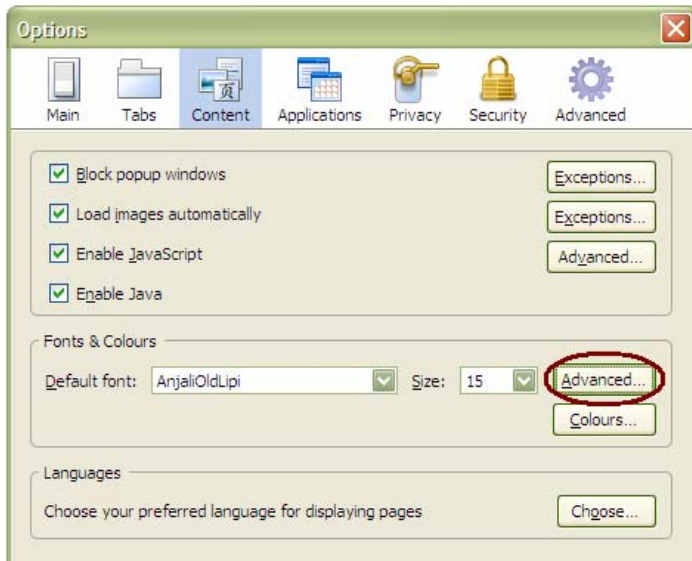 Options
Main Tabs Content Applications Privacy Security Advanced
Block popup windows Exceptions...
Load images automatically Exceptions...
Enable JavaScript Advanced...
Enable Java
Fonts & Colours
Default font: AnjaliOldLipi Size: 15 Advanced...
Colours...
Languages
Choose your preferred language for displaying pages Choose...